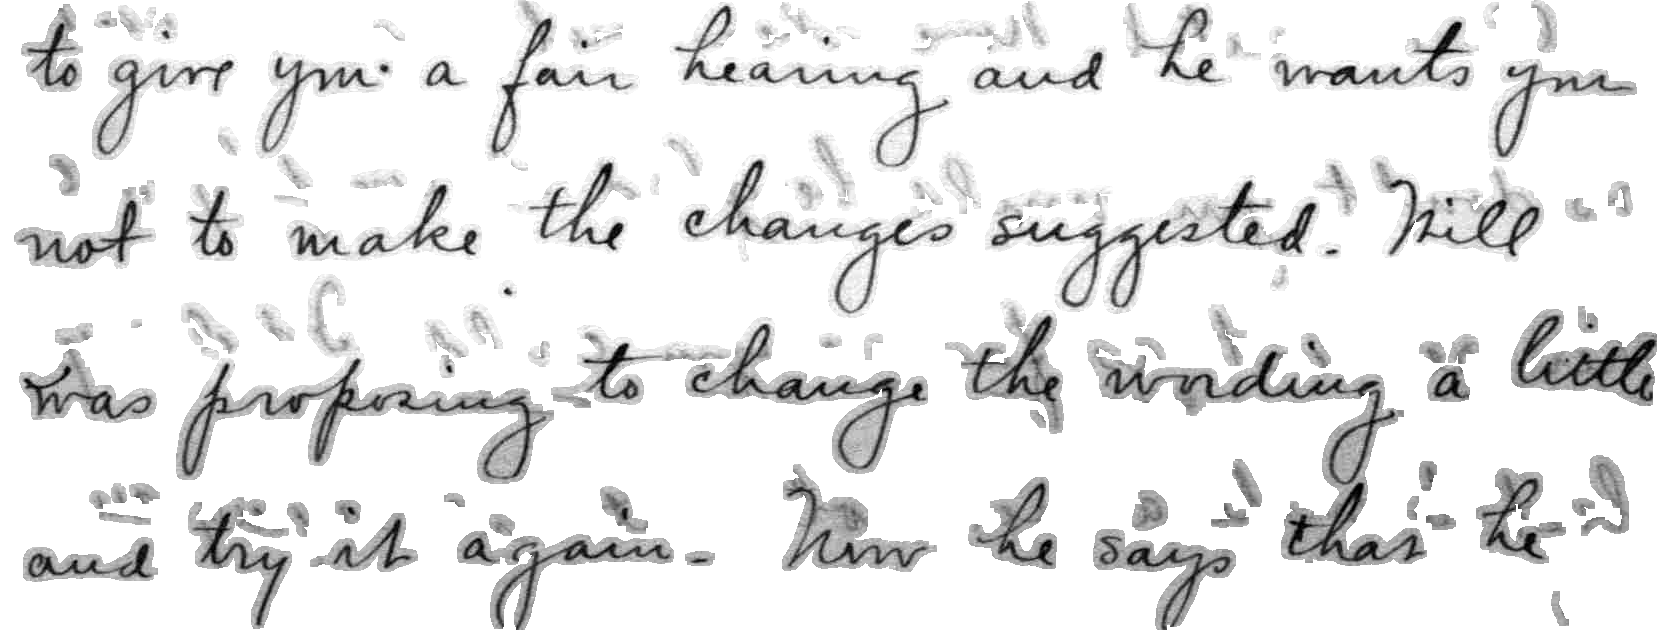 to give you a fair hearing and he wants you
not to make the changes suggested. Will
was proposing to change the wording a little
and try it again - Now he says that he